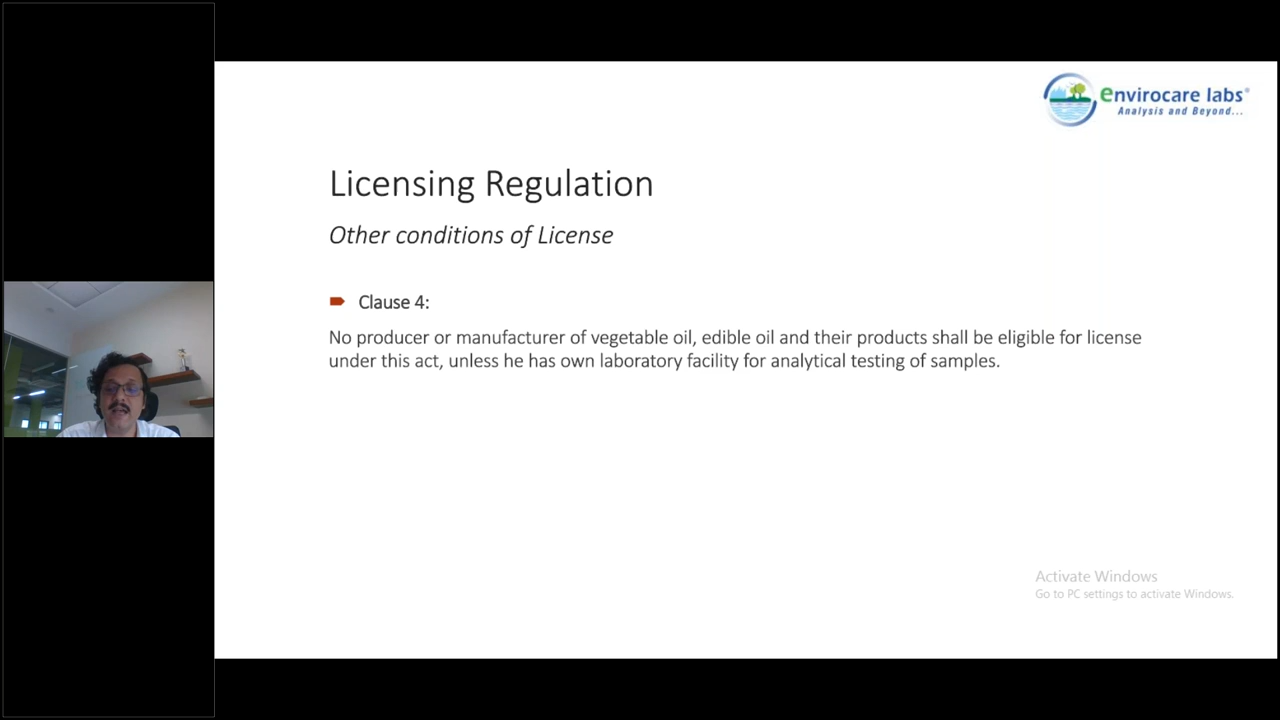 envirocare labs®
Analysis and Beyond...
Licensing Regulation
Other conditions of License
Clause 4:
No producer or manufacturer of vegetable oil, edible oil and their products shall be eligible for license
under this act, unless he has own laboratory facility for analytical testing of samples.
Activate Windows
Go to PC settings to activate Windows.